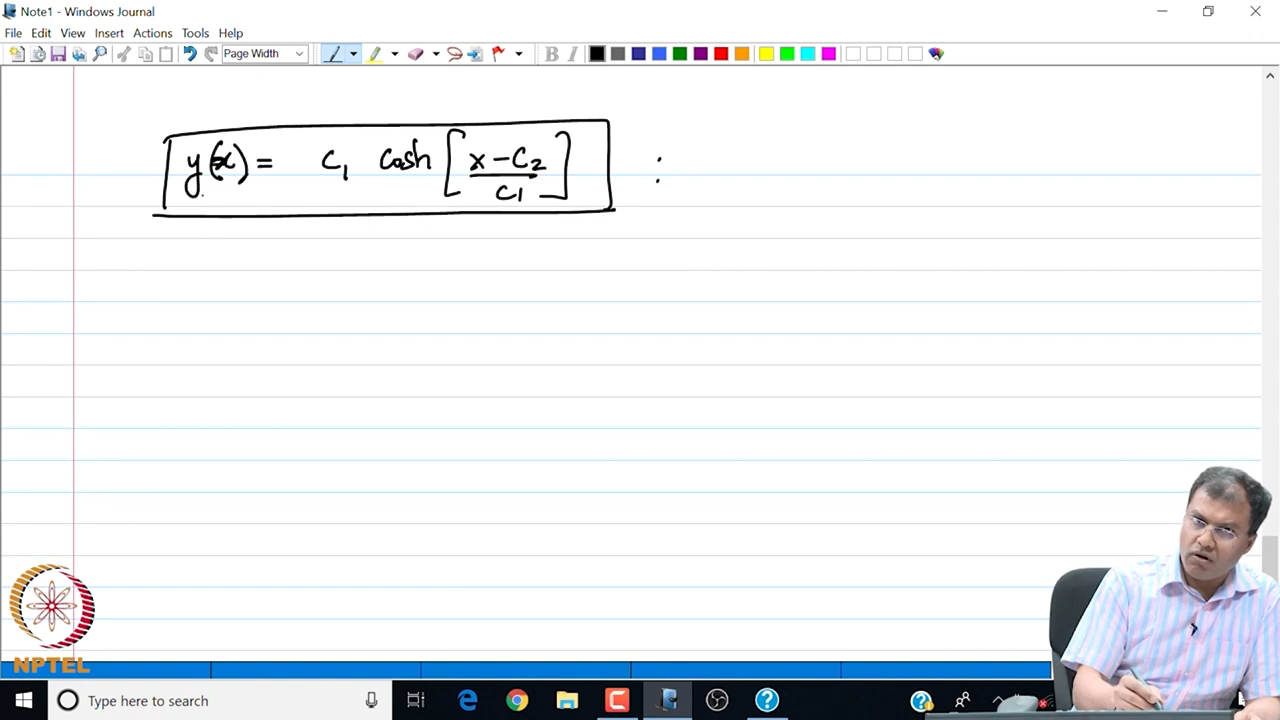 Note1 - Windows Journal
File Edit View Insert Actions Tools Help
Page Width
B I
y(x) = C1 cosh [x - C2 / C1] :
NPTEL
Type here to search